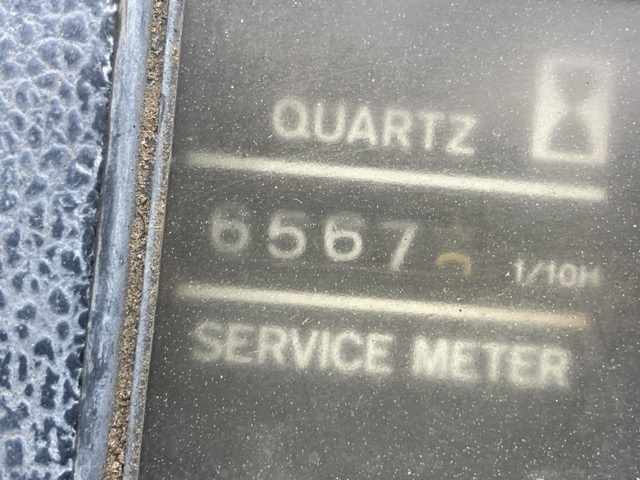 QUARTZ
6567
1/10H
SERVICE METER